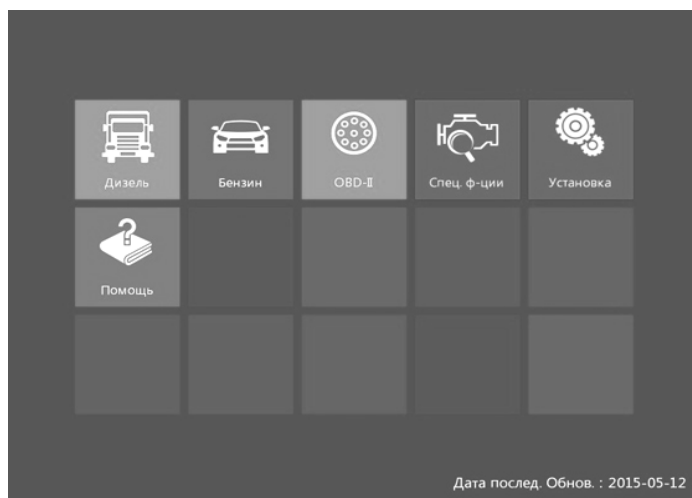 Дизель
Бензин
OBD-II
Спец. ф-ции
Установка
?
Помощь
Дата послед. Обнов. : 2015-05-12